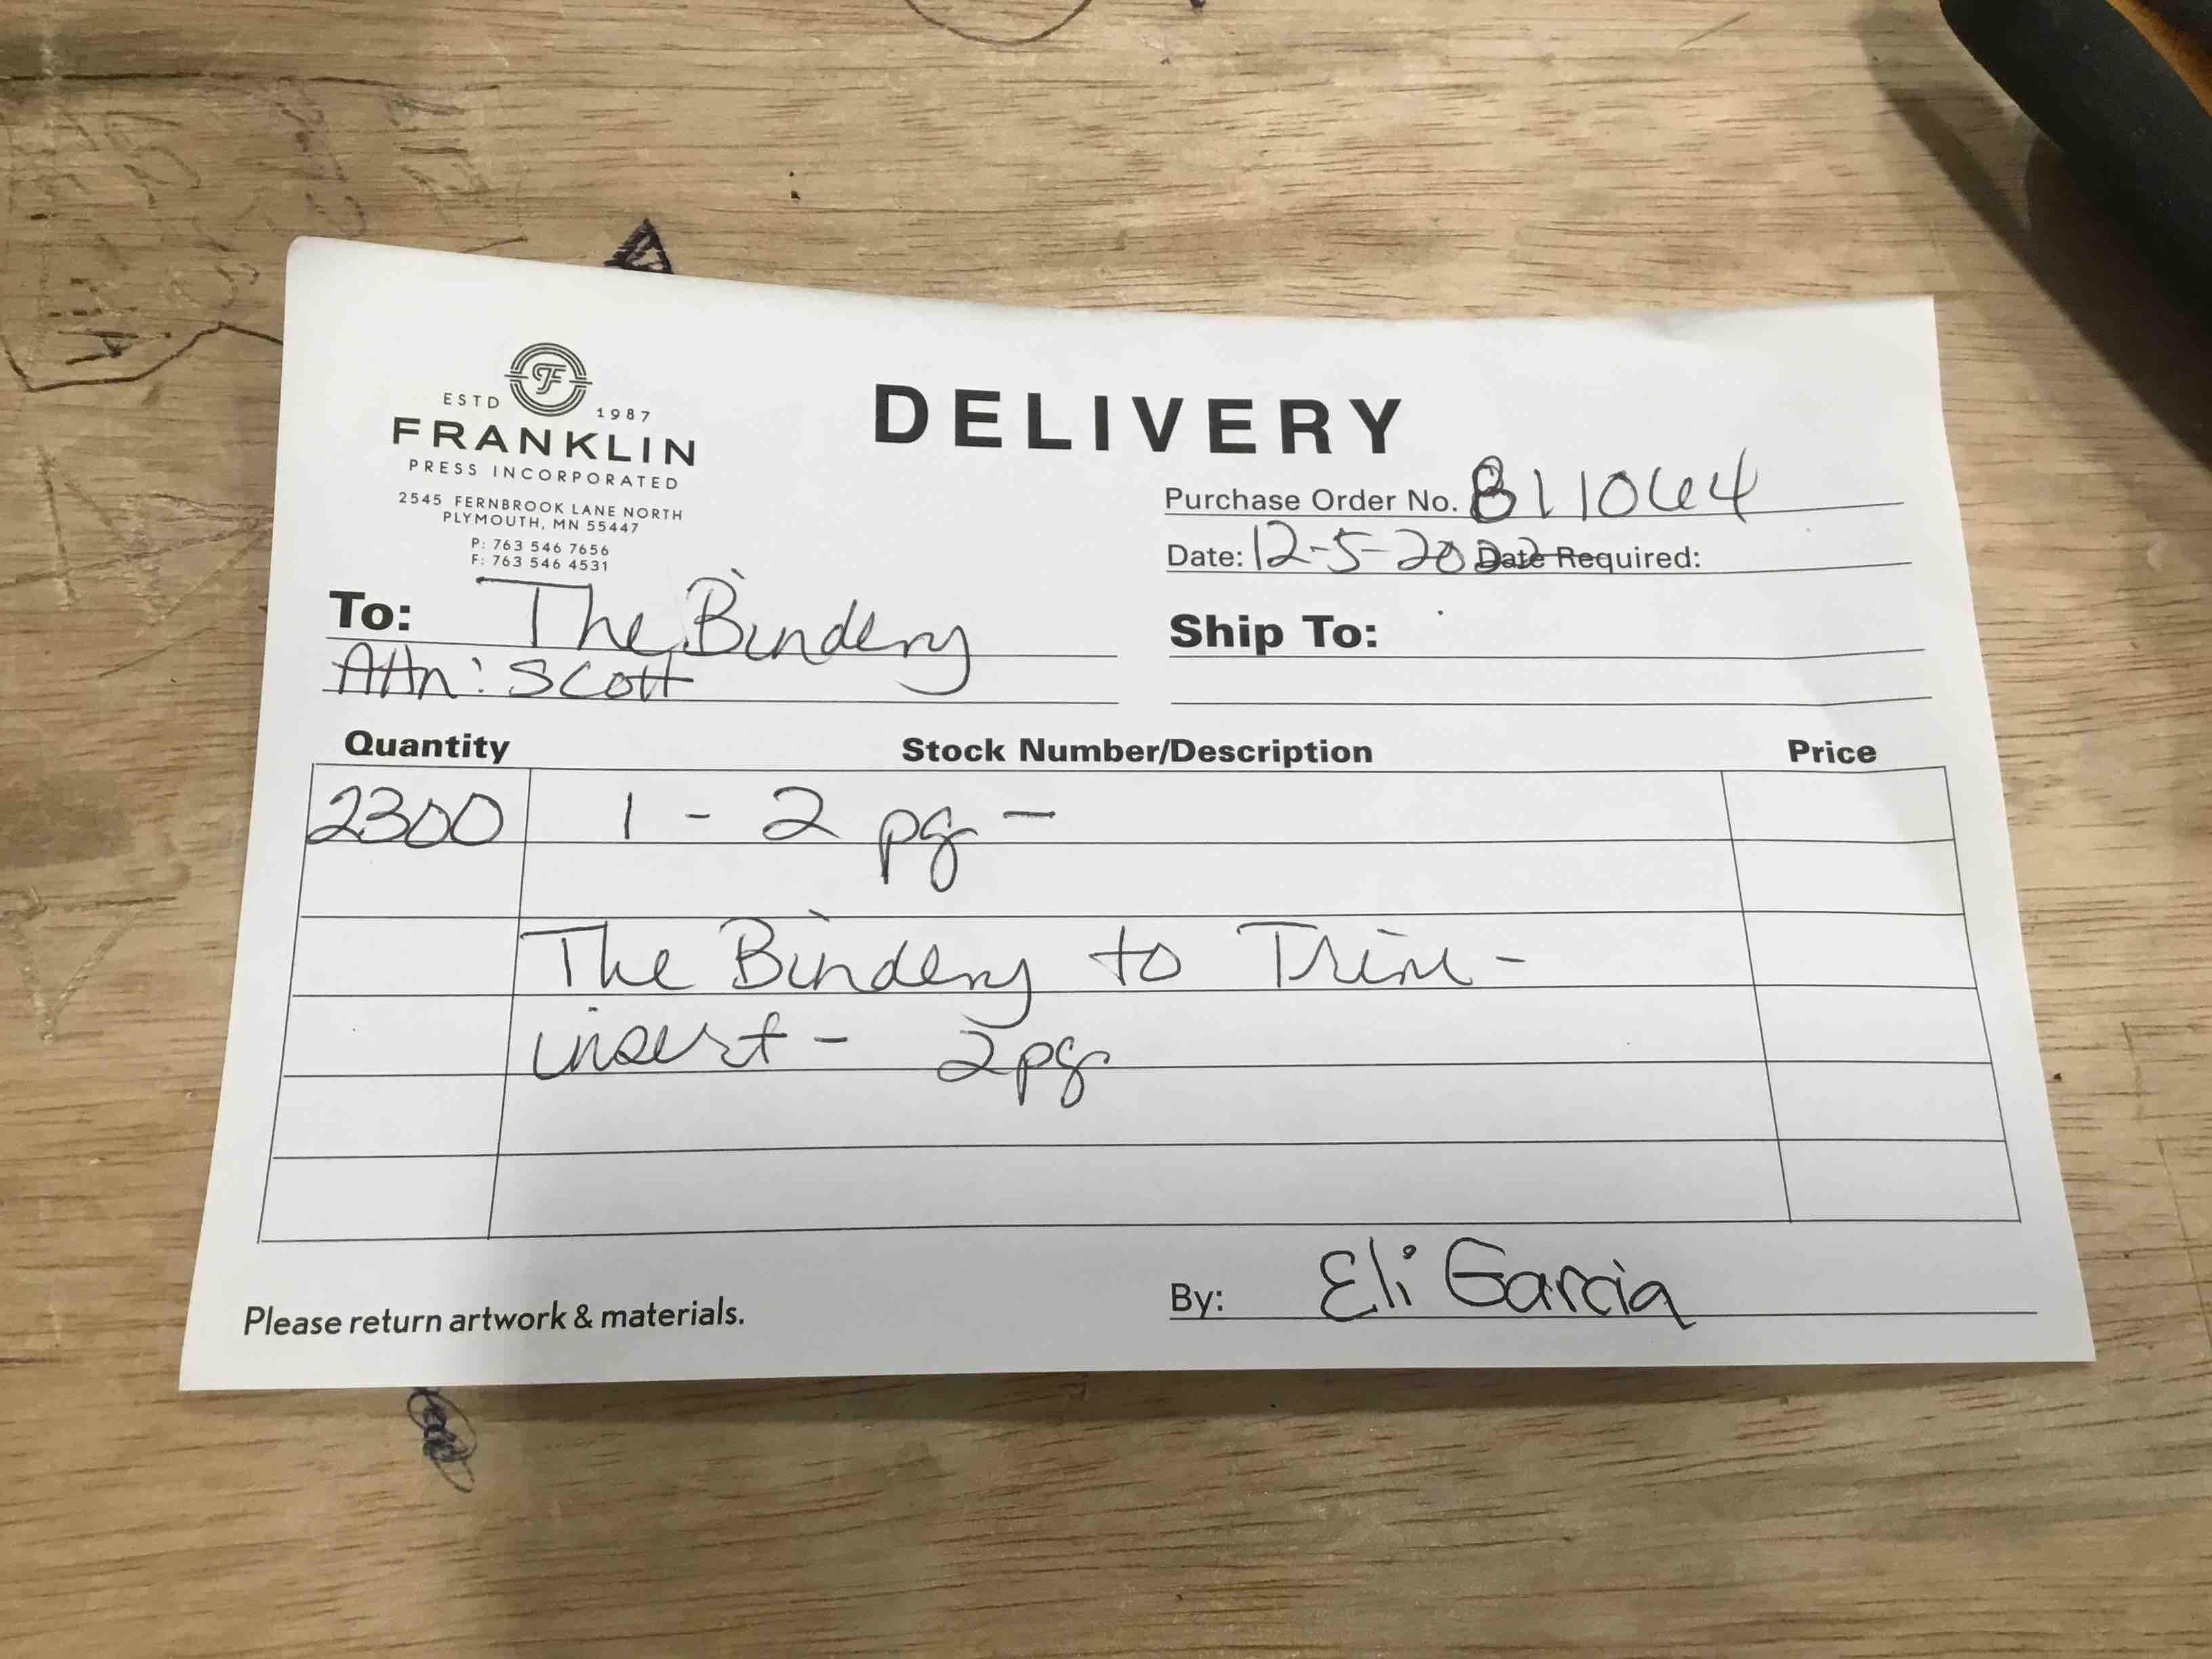 ESTD 1987
FRANKLIN
PRESS INCORPORATED
2545 FERNBROOK LANE NORTH
PLYMOUTH, MN 55447
P: 763 546 7656
F: 763 546 4531
DELIVERY
Purchase Order No. 811064
Date: 12-5-2022 Date Required:
To: The Bindery
Attn: Scott
Ship To:
Quantity Stock Number/Description Price
2300 1 - 2 pg -
The Bindery to Trim -
insert - 2pg
Please return artwork & materials.
By: Eli Garcia